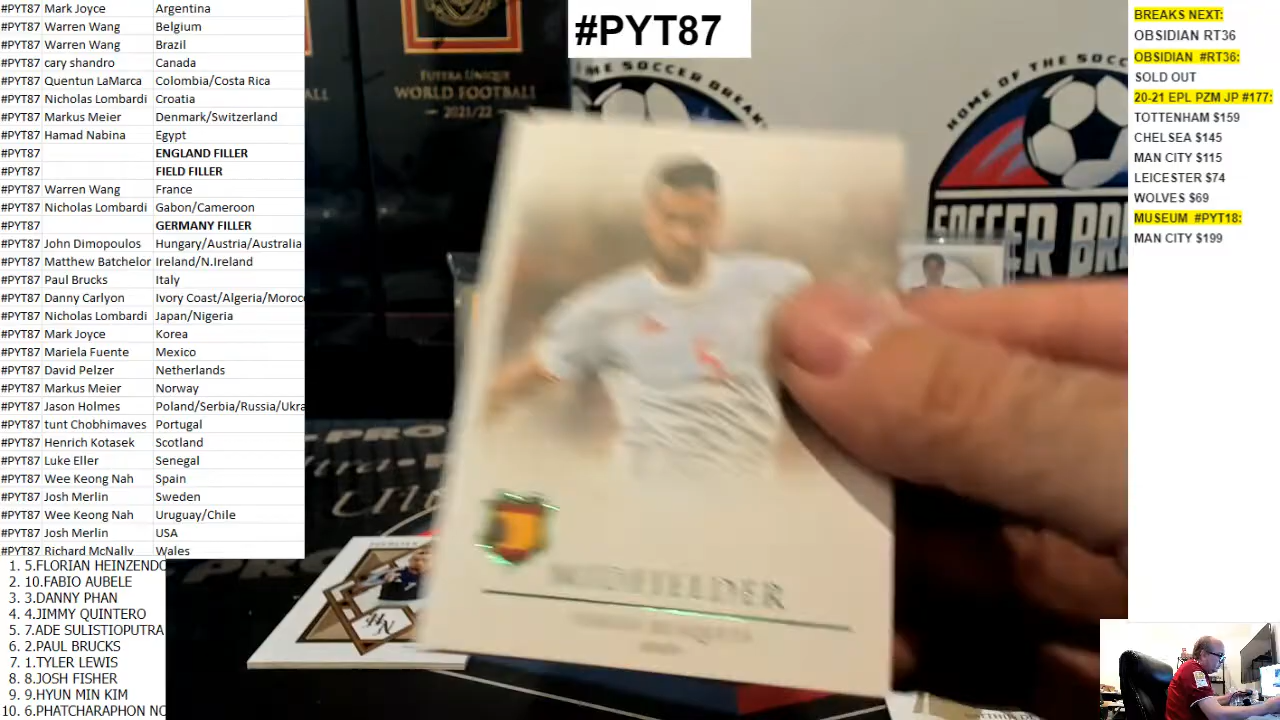 #PYT87 Mark Joyce Argentina
#PYT87 Warren Wang Belgium
#PYT87 Warren Wang Brazil
#PYT87 cary shandro Canada
#PYT87 Quentun LaMarca Colombia/Costa Rica
#PYT87 Nicholas Lombardi Croatia
#PYT87 Markus Meier Denmark/Switzerland
#PYT87 Hamad Nabina Egypt
#PYT87 ENGLAND FILLER
#PYT87 FIELD FILLER
#PYT87 Warren Wang France
#PYT87 Nicholas Lombardi Gabon/Cameroon
#PYT87 GERMANY FILLER
#PYT87 John Dimopoulos Hungary/Austria/Australia
#PYT87 Matthew Batchelor Ireland/N.Ireland
#PYT87 Paul Brucks Italy
#PYT87 Danny Carlyon Ivory Coast/Algeria/Moroc
#PYT87 Nicholas Lombardi Japan/Nigeria
#PYT87 Mark Joyce Korea
#PYT87 Mariela Fuente Mexico
#PYT87 David Pelzer Netherlands
#PYT87 Markus Meier Norway
#PYT87 Jason Holmes Poland/Serbia/Russia/Ukra
#PYT87 tunt Chobhimaves Portugal
#PYT87 Henrich Kotasek Scotland
#PYT87 Luke Eller Senegal
#PYT87 Wee Keong Nah Spain
#PYT87 Josh Merlin Sweden
#PYT87 Wee Keong Nah Uruguay/Chile
#PYT87 Josh Merlin USA
#PYT87 Richard McNally Wales
1. 5.FLORIAN HEINZENDO
2. 10.FABIO AUBELE
3. 3.DANNY PHAN
4. 4.JIMMY QUINTERO
5. 7.ADE SULISTIOPUTRA
6. 2.PAUL BRUCKS
7. 1.TYLER LEWIS
8. 8.JOSH FISHER
9. 9.HYUN MIN KIM
10. 6.PHATCHARAPHON NO
#PYT87
FUTERA UNIQUE
WORLD FOOTBALL
— 2021/22 —
HOME OF THE SOCC
SOCCER BRE
MIDFIELDER
BREAKS NEXT:
OBSIDIAN RT36
OBSIDIAN #RT36:
SOLD OUT
20-21 EPL PZM JP #177:
TOTTENHAM $159
CHELSEA $145
MAN CITY $115
LEICESTER $74
WOLVES $69
MUSEUM #PYT18:
MAN CITY $199